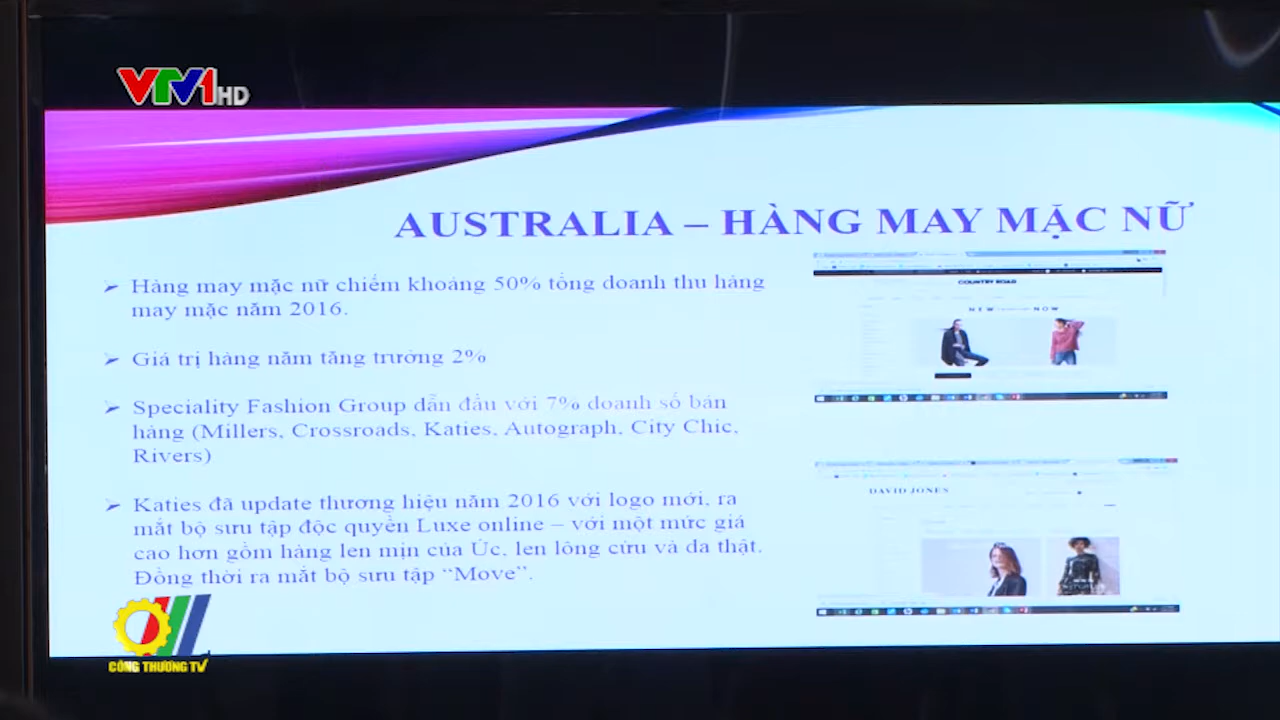 VTV1 HD
AUSTRALIA – HÀNG MAY MẶC NỮ
➢ Hàng may mặc nữ chiếm khoảng 50% tổng doanh thu hàng
may mặc năm 2016.
➢ Giá trị hàng năm tăng trưởng 2%
➢ Speciality Fashion Group dẫn đầu với 7% doanh số bán
hàng (Millers, Crossroads, Katies, Autograph, City Chic,
Rivers)
➢ Katies đã update thương hiệu năm 2016 với logo mới, ra
mắt bộ sưu tập độc quyền Luxe online – với một mức giá
cao hơn gồm hàng len mịn của Úc, len lông cừu và da thật.
Đồng thời ra mắt bộ sưu tập “Move”.
COUNTRY ROAD
NEW NOW
DAVID JONES
CÔNG THƯƠNG TV